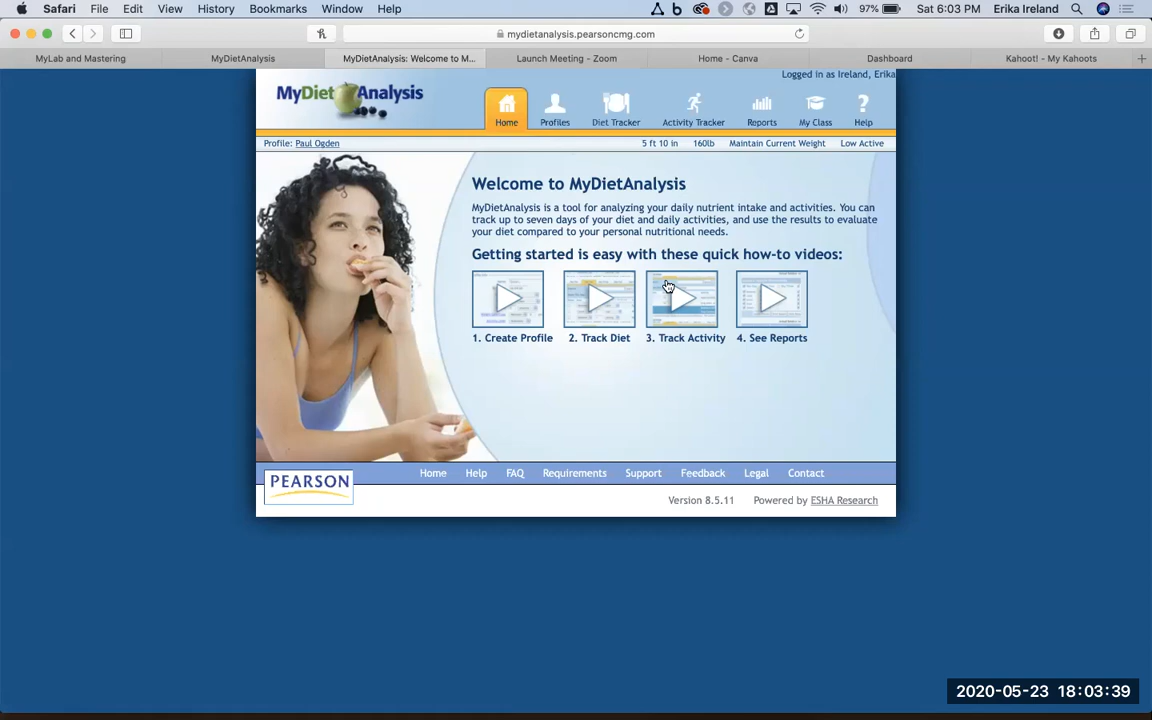 Safari File Edit View History Bookmarks Window Help 97% Sat 6:03 PM Erika Ireland
mydietanalysis.pearsoncmg.com
MyLab and Mastering MyDietAnalysis MyDietAnalysis: Welcome to M... Launch Meeting - Zoom Home - Canva Dashboard Kahoot! - My Kahoots
Logged in as Ireland, Erika
MyDiet Analysis
Home Profiles Diet Tracker Activity Tracker Reports My Class Help
Profile: Paul Ogden 5 ft 10 in 160lb Maintain Current Weight Low Active
Welcome to MyDietAnalysis
MyDietAnalysis is a tool for analyzing your daily nutrient intake and activities. You can
track up to seven days of your diet and daily activities, and use the results to evaluate
your diet compared to your personal nutritional needs.
Getting started is easy with these quick how-to videos:
1. Create Profile 2. Track Diet 3. Track Activity 4. See Reports
Home Help FAQ Requirements Support Feedback Legal Contact
PEARSON
Version 8.5.11 Powered by ESHA Research
2020-05-23 18:03:39